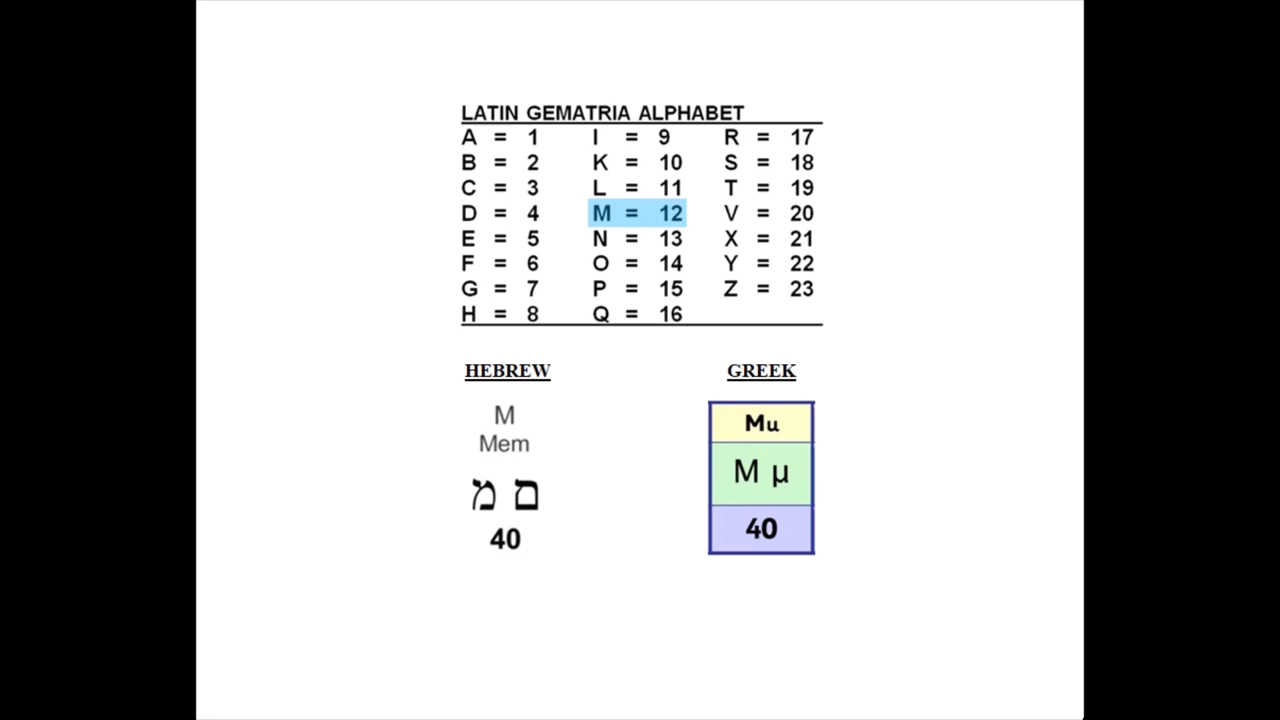 LATIN GEMATRIA ALPHABET
A = 1 I = 9 R = 17
B = 2 K = 10 S = 18
C = 3 L = 11 T = 19
D = 4 M = 12 V = 20
E = 5 N = 13 X = 21
F = 6 O = 14 Y = 22
G = 7 P = 15 Z = 23
H = 8 Q = 16
HEBREW
M
Mem
מ ם
40
GREEK
Mu
Μ μ
40